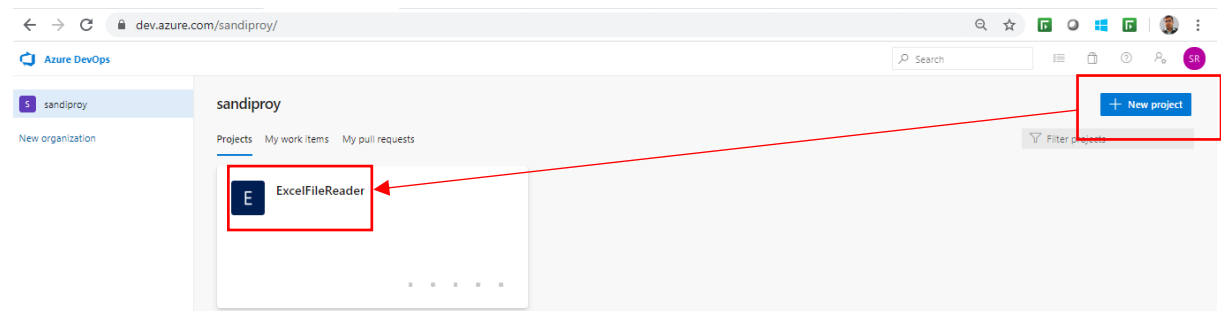 dev.azure.com/sandiproy/
Azure DevOps
Search
SR
S sandiproy
sandiproy
New project
New organization
Projects My work items My pull requests
Filter projects
E ExcelFileReader